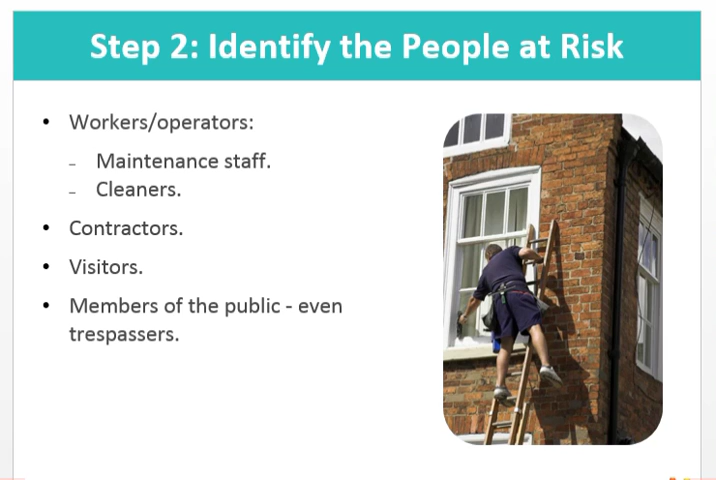 Step 2: Identify the People at Risk
• Workers/operators:
- Maintenance staff.
- Cleaners.
• Contractors.
• Visitors.
• Members of the public - even
trespassers.